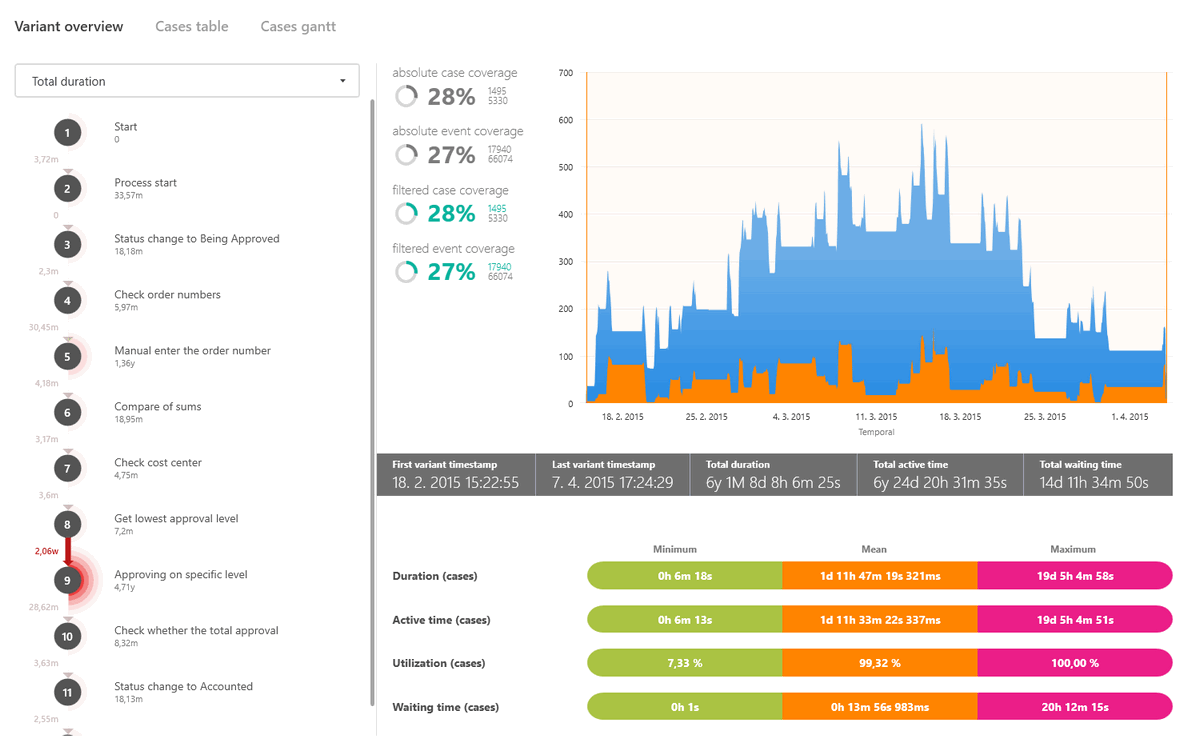 Variant overview
Cases table
Cases gantt
Total duration
1
Start
0
3,72m
2
Process start
33,57m
0
3
Status change to Being Approved
18,18m
2,3m
4
Check order numbers
5,97m
30,45m
5
Manual enter the order number
1,36y
4,18m
6
Compare of sums
18,95m
3,17m
7
Check cost center
4,75m
3,6m
8
Get lowest approval level
7,2m
2,06w
9
Approving on specific level
4,71y
28,62m
10
Check whether the total approval
8,32m
3,63m
11
Status change to Accounted
18,13m
2,55m
absolute case coverage
28% 1495
5330
absolute event coverage
27% 17940
66074
filtered case coverage
28% 1495
5330
filtered event coverage
27% 17940
66074
700
600
500
400
300
200
100
0
18. 2. 2015 25. 2. 2015 4. 3. 2015 11. 3. 2015 18. 3. 2015 25. 3. 2015 1. 4. 2015
Temporal
First variant timestamp
18. 2. 2015 15:22:55
Last variant timestamp
7. 4. 2015 17:24:29
Total duration
6y 1M 8d 8h 6m 25s
Total active time
6y 24d 20h 31m 35s
Total waiting time
14d 11h 34m 50s
Minimum Mean Maximum
Duration (cases) 0h 6m 18s 1d 11h 47m 19s 321ms 19d 5h 4m 58s
Active time (cases) 0h 6m 13s 1d 11h 33m 22s 337ms 19d 5h 4m 51s
Utilization (cases) 7,33 % 99,32 % 100,00 %
Waiting time (cases) 0h 1s 0h 13m 56s 983ms 20h 12m 15s